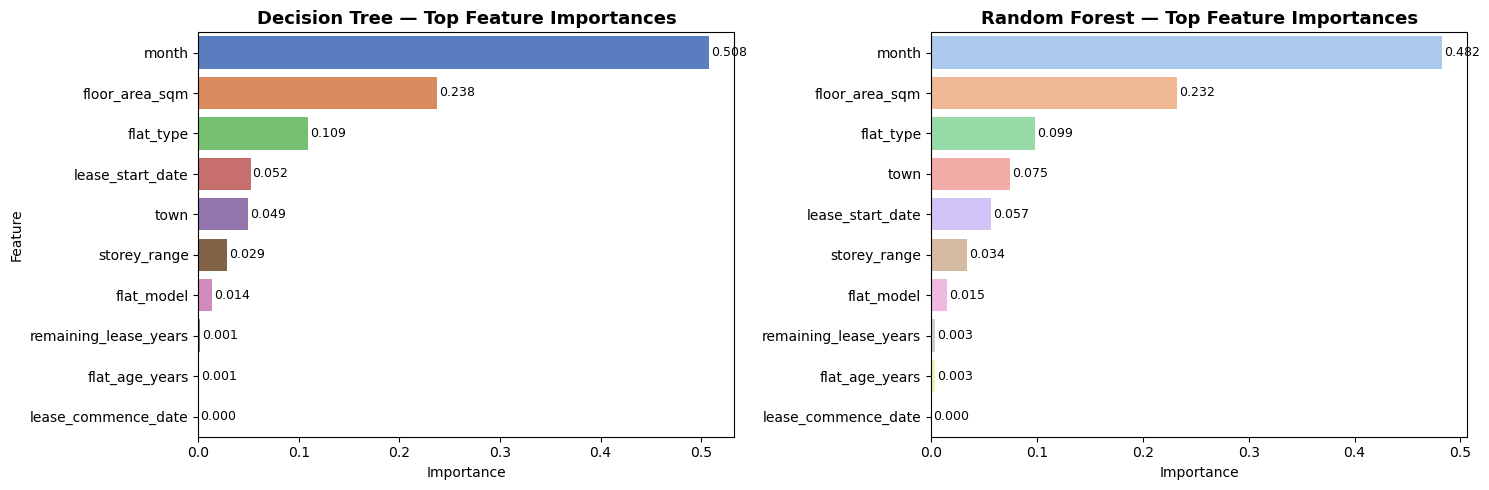 Decision Tree — Top Feature Importances
Feature
month
0.508
floor_area_sqm
0.238
flat_type
0.109
lease_start_date
0.052
town
0.049
storey_range
0.029
flat_model
0.014
remaining_lease_years
0.001
flat_age_years
0.001
lease_commence_date
0.000
0.0 0.1 0.2 0.3 0.4 0.5
Importance
Random Forest — Top Feature Importances
month
0.482
floor_area_sqm
0.232
flat_type
0.099
town
0.075
lease_start_date
0.057
storey_range
0.034
flat_model
0.015
remaining_lease_years
0.003
flat_age_years
0.003
lease_commence_date
0.000
0.0 0.1 0.2 0.3 0.4 0.5
Importance